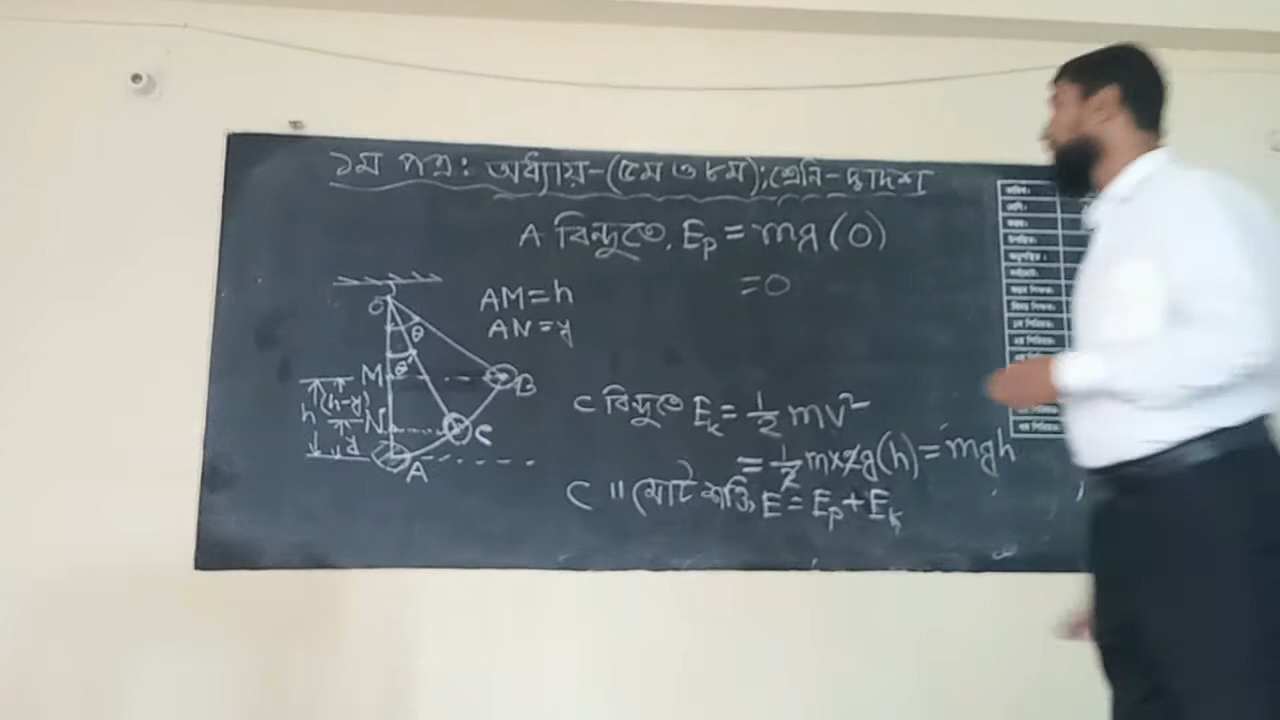 ১ম পত্র: অধ্যায়-(৫ম ও ৮ম); শ্রেনি-দ্বাদশ
A বিন্দুতে, Eₚ = mg(0)
= 0
AM = h
AN = y
O
θ
θ'
M
B
h
(h-y)
N
y
C
A
C বিন্দুতে Eₖ = ½ mv²
= ½ m×2g(h) = mgh
C " মোট শক্তি, E = Eₚ + Eₖ
তারিখ: